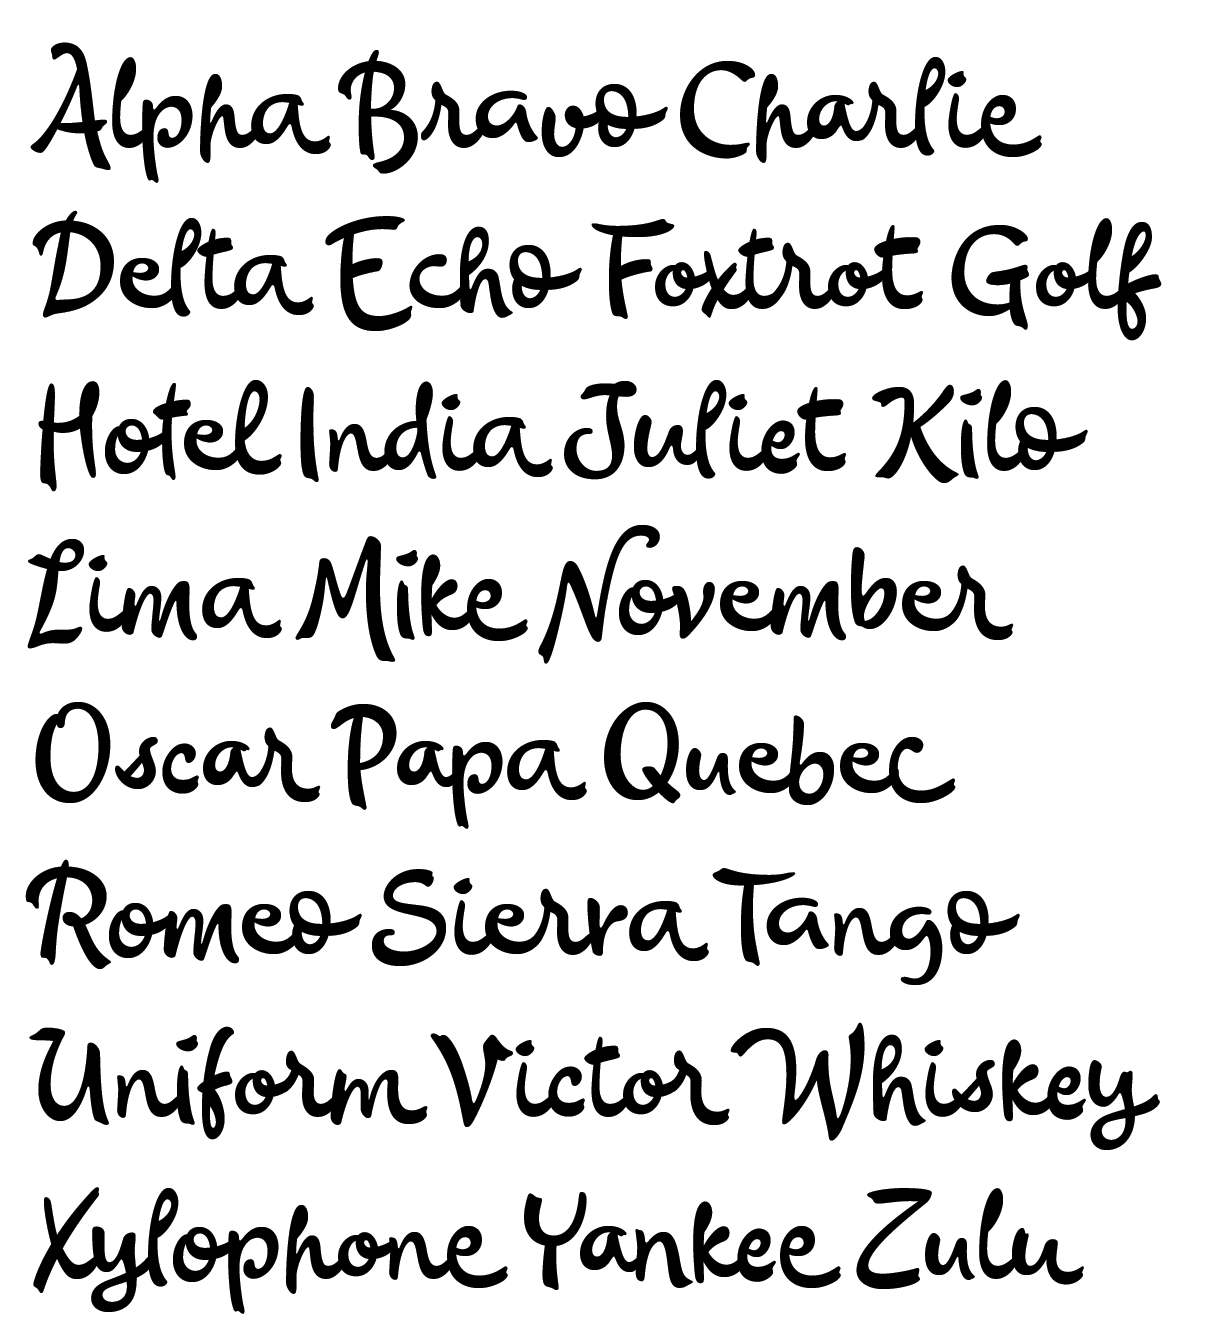 Alpha Bravo Charlie
Delta Echo Foxtrot Golf
Hotel India Juliet Kilo
Lima Mike November
Oscar Papa Quebec
Romeo Sierra Tango
Uniform Victor Whiskey
Xylophone Yankee Zulu